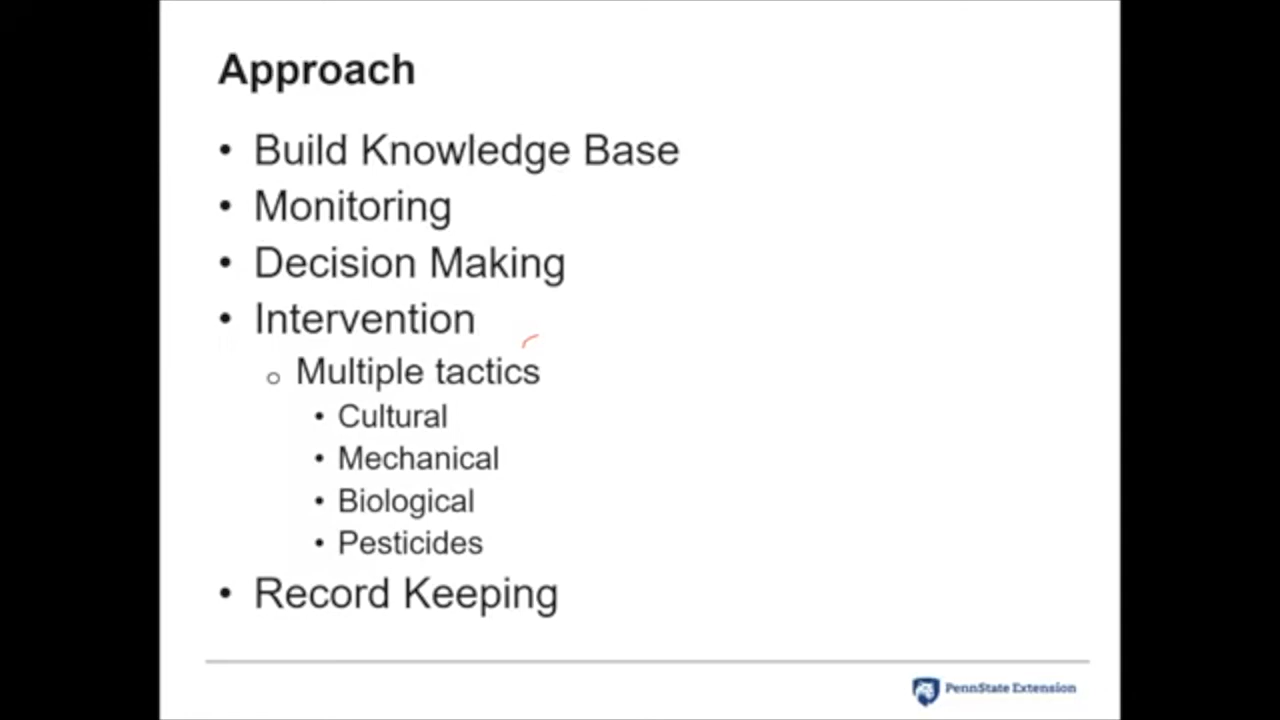 Approach
• Build Knowledge Base
• Monitoring
• Decision Making
• Intervention
o Multiple tactics
• Cultural
• Mechanical
• Biological
• Pesticides
• Record Keeping
PennState Extension